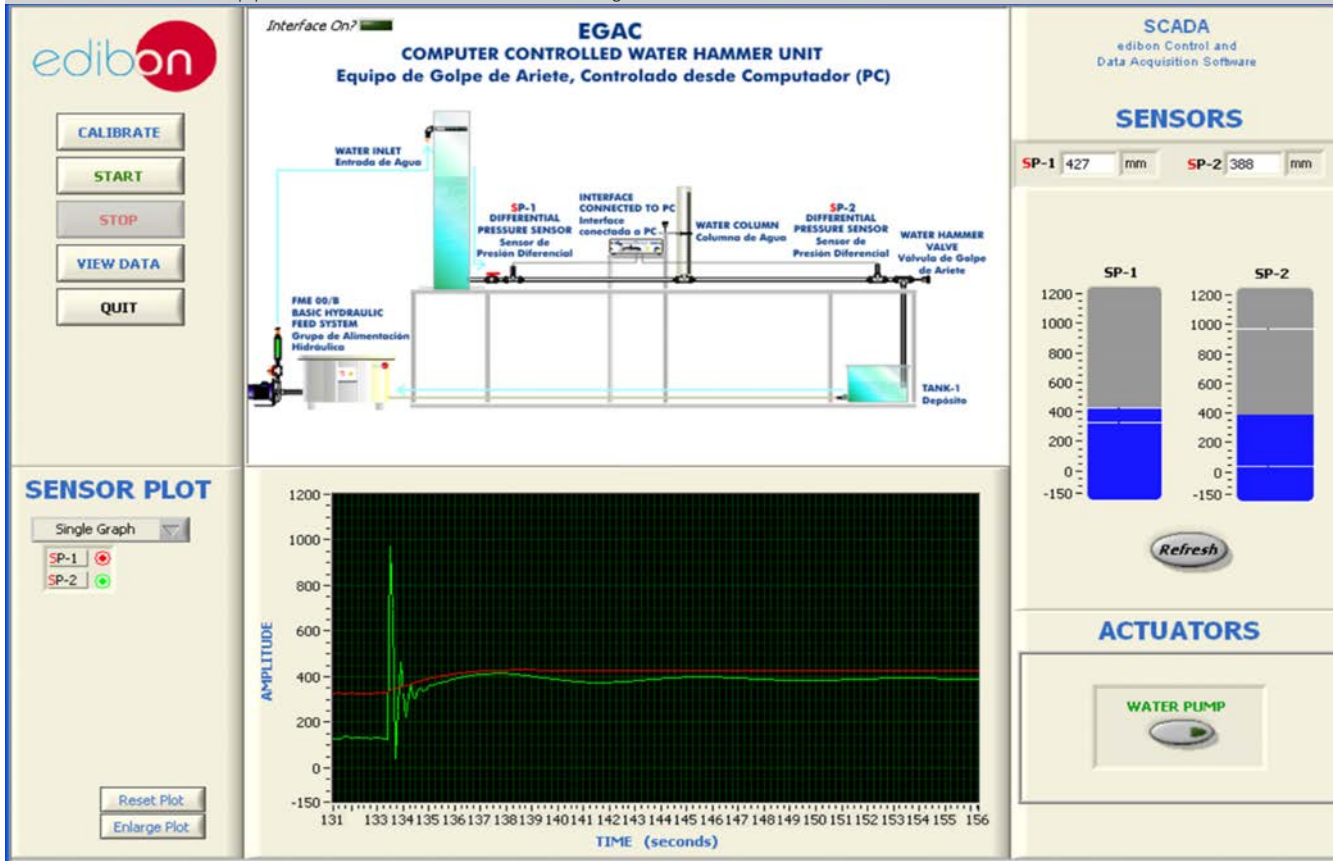 edibon
CALIBRATE
START
STOP
VIEW DATA
QUIT
Interface On?
EGAC
COMPUTER CONTROLLED WATER HAMMER UNIT
Equipo de Golpe de Ariete, Controlado desde Computador (PC)
WATER INLET
Entrada de Agua
SP-1
DIFFERENTIAL
PRESSURE SENSOR
Sensor de
Presión Diferencial
INTERFACE
CONNECTED TO PC
Interface
conectada a PC
WATER COLUMN
Columna de Agua
SP-2
DIFFERENTIAL
PRESSURE SENSOR
Sensor de
Presión Diferencial
WATER HAMMER
VALVE
Válvula de Golpe
de Ariete
FME 00/B
BASIC HYDRAULIC
FEED SYSTEM
Grupo de Alimentación
Hidráulica
TANK-1
Depósito
SCADA
edibon Control and
Data Acquisition Software
SENSORS
SP-1 427 mm SP-2 388 mm
SP-1
1200
1000
800
600
400
200
0
-150
SP-2
1200
1000
800
600
400
200
0
-150
Refresh
SENSOR PLOT
Single Graph
SP-1
SP-2
Reset Plot
Enlarge Plot
AMPLITUDE
1200
1000
800
600
400
200
0
-150
131 133 134 135 136 137 138 139 140 141 142 143 144 145 146 147 148 149 150 151 152 153 154 155 156
TIME (seconds)
ACTUATORS
WATER PUMP